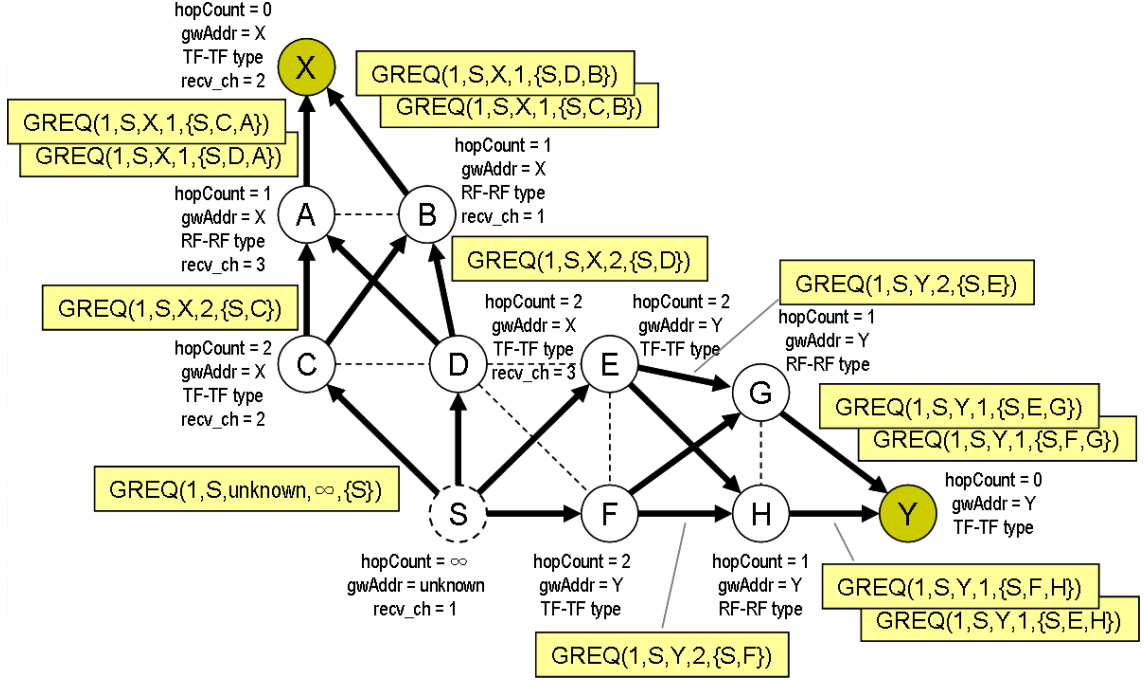 hopCount = 0
gwAddr = X
TF-TF type
recv_ch = 2
X
GREQ(1,S,X,1,{S,D,B})
GREQ(1,S,X,1,{S,C,B})
GREQ(1,S,X,1,{S,C,A})
GREQ(1,S,X,1,{S,D,A})
hopCount = 1
gwAddr = X
RF-RF type
recv_ch = 3
A
B
hopCount = 1
gwAddr = X
RF-RF type
recv_ch = 1
GREQ(1,S,X,2,{S,D})
GREQ(1,S,X,2,{S,C})
GREQ(1,S,Y,2,{S,E})
hopCount = 2
gwAddr = X
TF-TF type
recv_ch = 2
C
D
hopCount = 2
gwAddr = X
TF-TF type
recv_ch = 3
hopCount = 2
gwAddr = Y
TF-TF type
E
hopCount = 1
gwAddr = Y
RF-RF type
G
GREQ(1,S,Y,1,{S,E,G})
GREQ(1,S,Y,1,{S,F,G})
GREQ(1,S,unknown,∞,{S})
S
F
H
Y
hopCount = 0
gwAddr = Y
TF-TF type
hopCount = ∞
gwAddr = unknown
recv_ch = 1
hopCount = 2
gwAddr = Y
TF-TF type
hopCount = 1
gwAddr = Y
RF-RF type
GREQ(1,S,Y,1,{S,F,H})
GREQ(1,S,Y,1,{S,E,H})
GREQ(1,S,Y,2,{S,F})